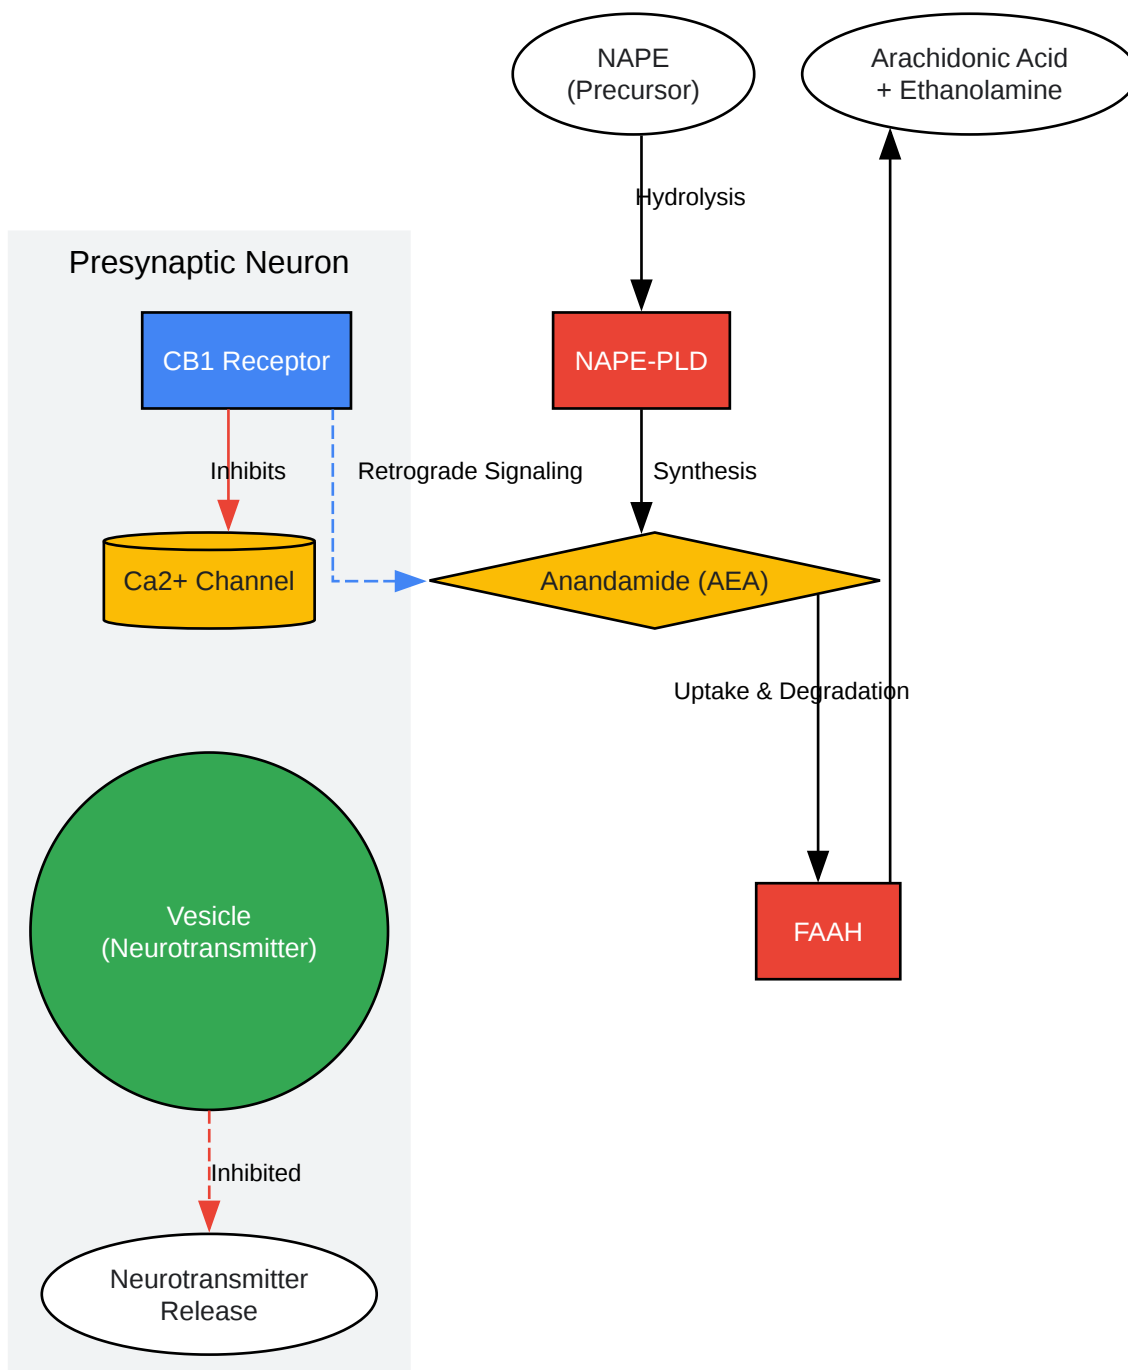 NAPE
(Precursor)
Arachidonic Acid
+ Ethanolamine
Hydrolysis
Presynaptic Neuron
CB1 Receptor
NAPE-PLD
Inhibits
Retrograde Signaling
Synthesis
Ca2+ Channel
Anandamide (AEA)
Uptake & Degradation
Vesicle
(Neurotransmitter)
FAAH
Inhibited
Neurotransmitter
Release